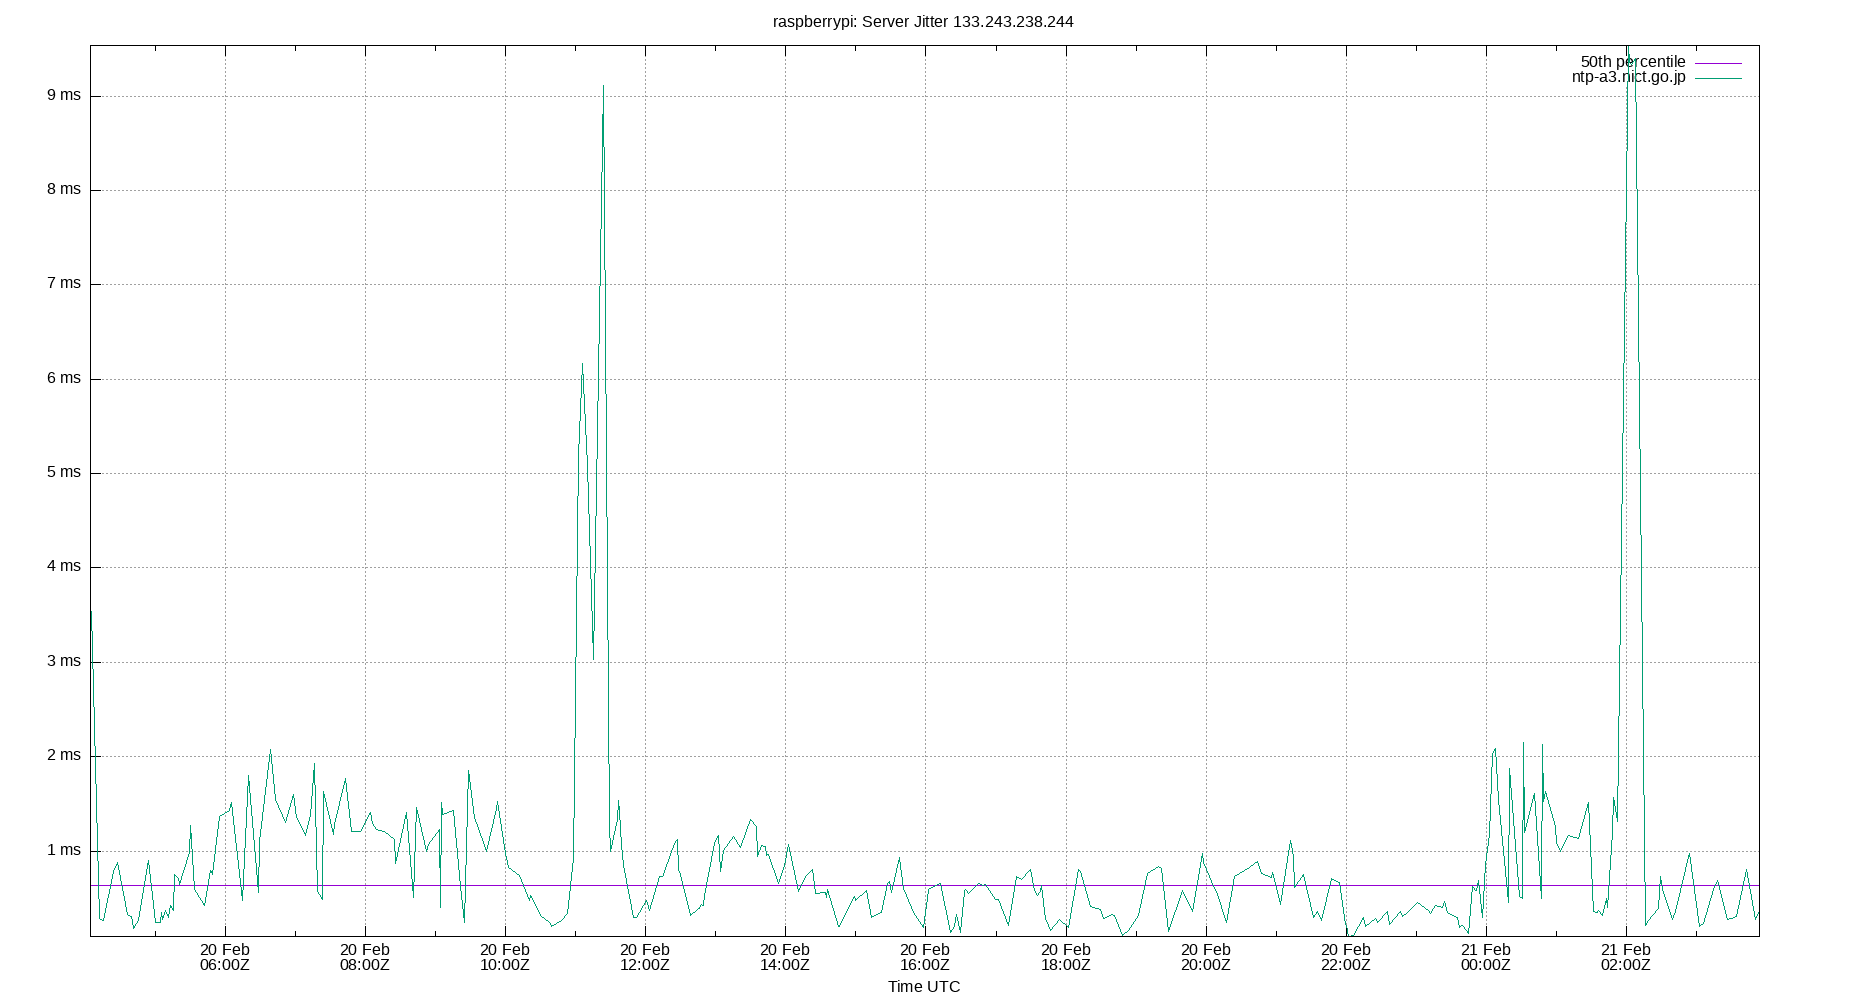 raspberrypi: Server Jitter 133.243.238.244
50th percentile
ntp-a3.nict.go.jp
9 ms
8 ms
7 ms
6 ms
5 ms
4 ms
3 ms
2 ms
1 ms
20 Feb 20 Feb 20 Feb 20 Feb 20 Feb 20 Feb 20 Feb 20 Feb 20 Feb 21 Feb 21 Feb
06:00Z 08:00Z 10:00Z 12:00Z 14:00Z 16:00Z 18:00Z 20:00Z 22:00Z 00:00Z 02:00Z
Time UTC